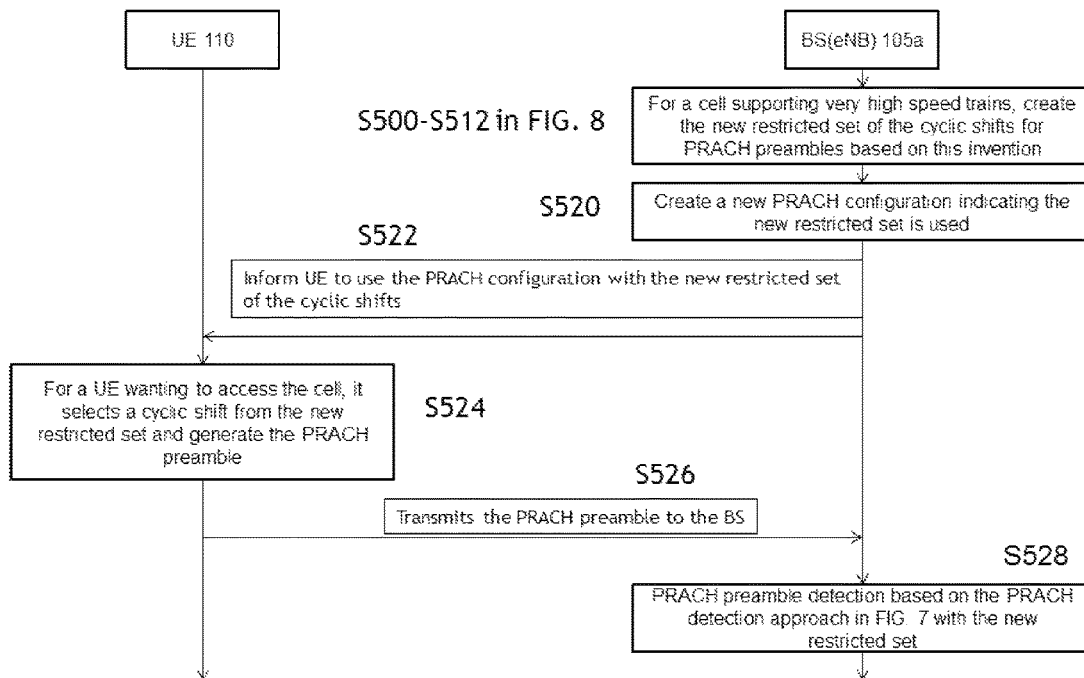 UE 110
BS(eNB) 105a
S500-S512 in FIG. 8
For a cell supporting very high speed trains, create
the new restricted set of the cyclic shifts for
PRACH preambles based on this invention
S520
Create a new PRACH configuration indicating the
new restricted set is used
S522
Inform UE to use the PRACH configuration with the new restricted set
of the cyclic shifts
For a UE wanting to access the cell, it
selects a cyclic shift from the new
restricted set and generate the PRACH
preamble
S524
S526
Transmits the PRACH preamble to the BS
S528
PRACH preamble detection based on the PRACH
detection approach in FIG. 7 with the new
restricted set